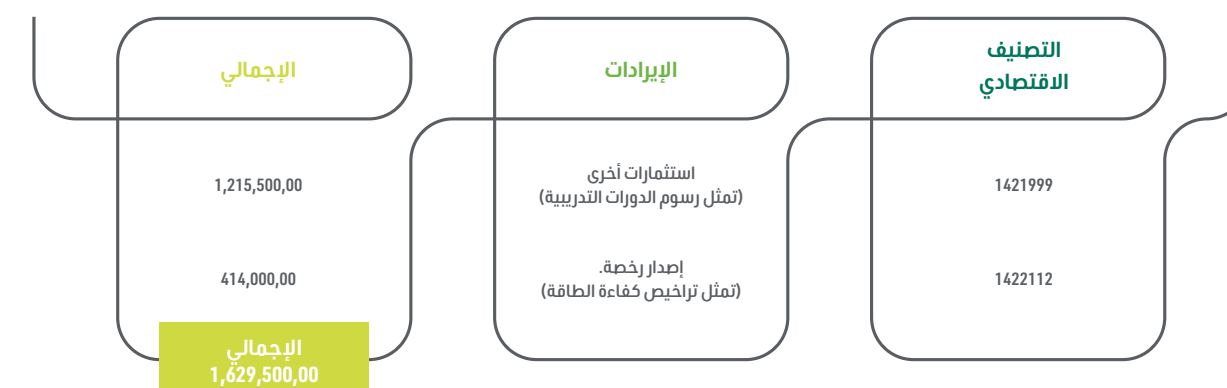 التصنيف
الاقتصادي
الإيرادات
الإجمالي
1421999
استثمارات أخرى
(تمثل رسوم الدورات التدريبية)
1,215,500,00
1422112
إصدار رخصة.
(تمثل تراخيص كفاءة الطاقة)
414,000,00
الإجمالي
1,629,500,00